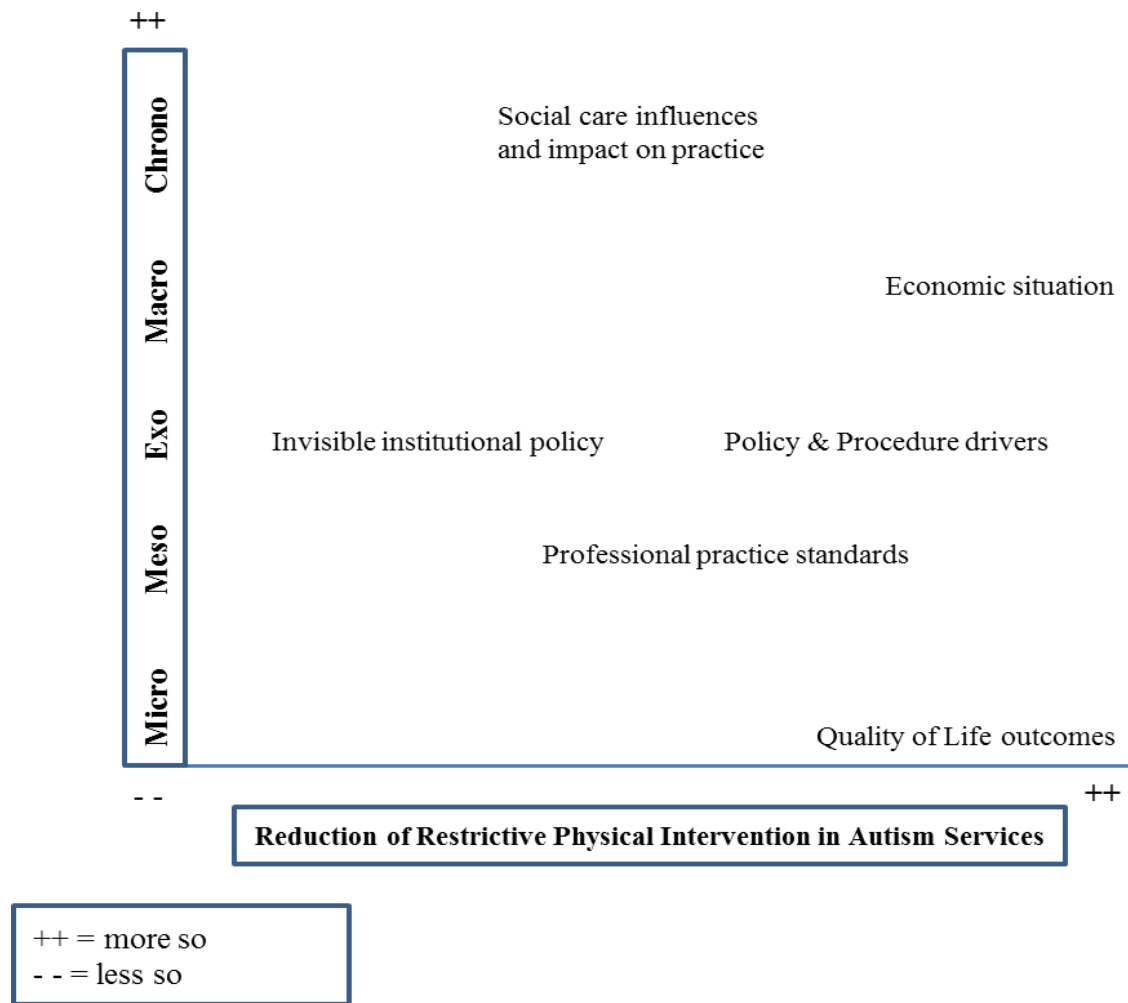 ++
Chrono
Social care influences
and impact on practice
Macro
Economic situation
Exo
Invisible institutional policy
Policy & Procedure drivers
Meso
Professional practice standards
Micro
Quality of Life outcomes
- -
++
Reduction of Restrictive Physical Intervention in Autism Services
++ = more so
- - = less so